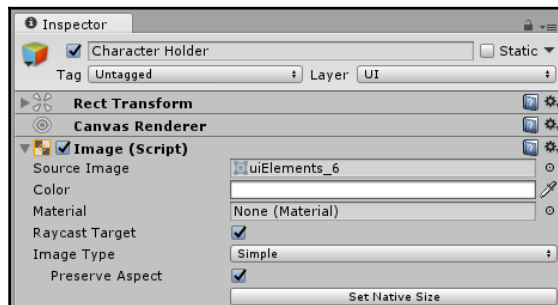 Inspector
Character Holder Static
Tag Untagged Layer UI
Rect Transform
Canvas Renderer
Image (Script)
Source Image uiElements_6
Color
Material None (Material)
Raycast Target
Image Type Simple
Preserve Aspect
Set Native Size